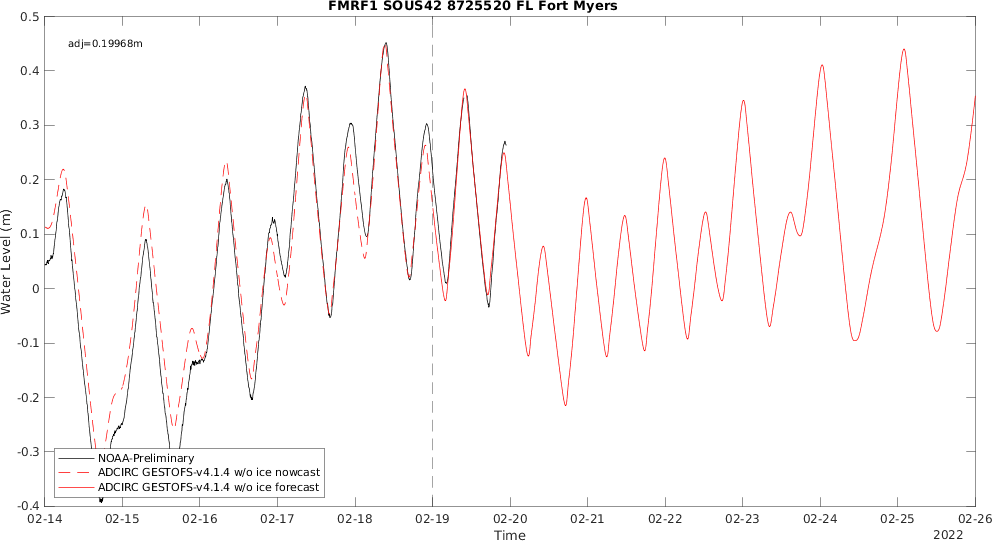 FMRF1 SOUS42 8725520 FL Fort Myers
adj=0.19968m
0.5
0.4
0.3
0.2
0.1
0
-0.1
-0.2
-0.3
-0.4
Water Level (m)
NOAA-Preliminary
ADCIRC GESTOFS-v4.1.4 w/o ice nowcast
ADCIRC GESTOFS-v4.1.4 w/o ice forecast
02-14 02-15 02-16 02-17 02-18 02-19 02-20 02-21 02-22 02-23 02-24 02-25 02-26
Time
2022